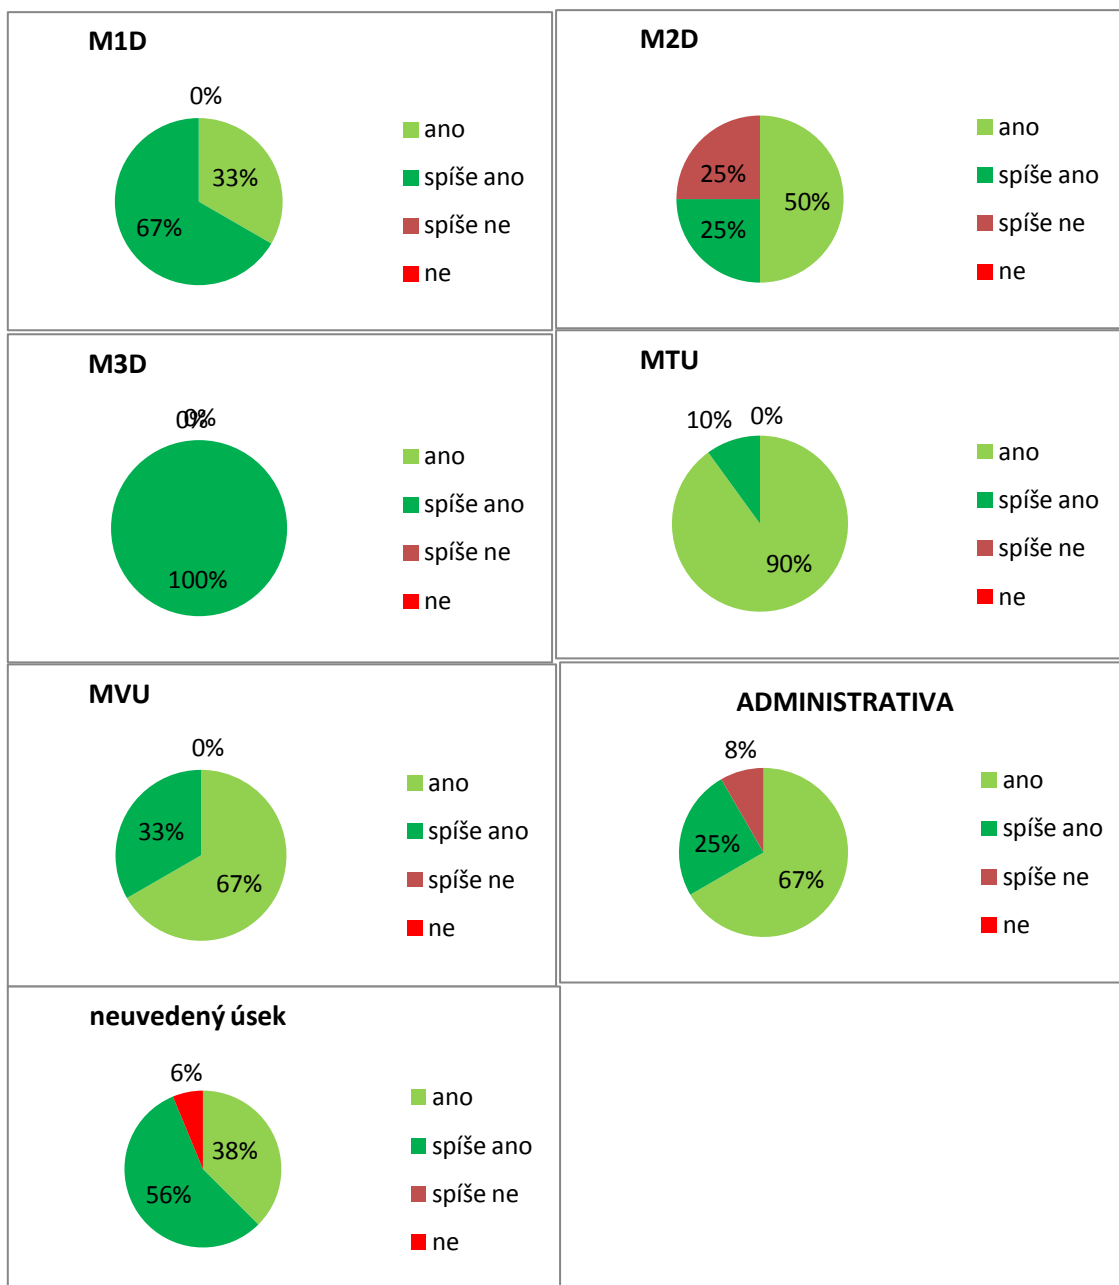 M1D
0%
33%
67%
ano
spíše ano
spíše ne
ne
M2D
25%
50%
25%
ano
spíše ano
spíše ne
ne
M3D
0%
0%
100%
ano
spíše ano
spíše ne
ne
MTU
10%
0%
90%
ano
spíše ano
spíše ne
ne
MVU
0%
33%
67%
ano
spíše ano
spíše ne
ne
ADMINISTRATIVA
8%
25%
67%
ano
spíše ano
spíše ne
ne
neuvedený úsek
6%
38%
56%
ano
spíše ano
spíše ne
ne